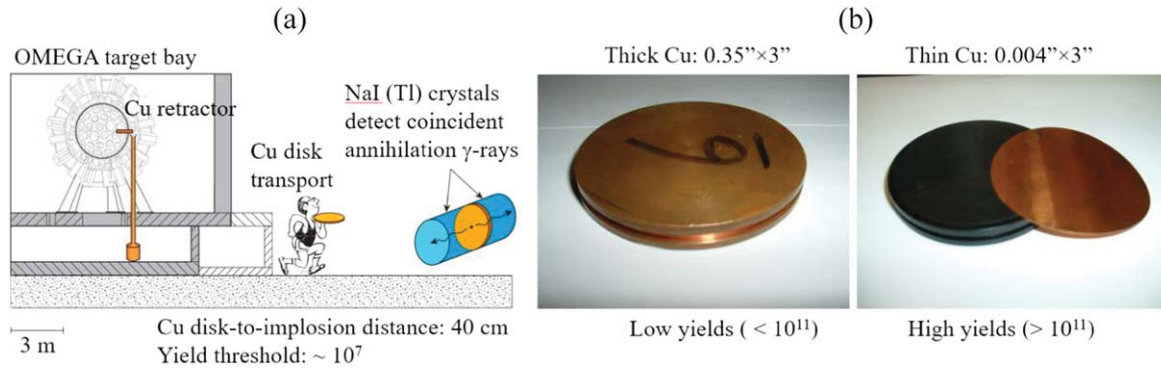 (a)
OMEGA target bay
Cu retractor
NaI (Tl) crystals
detect coincident
annihilation γ-rays
Cu disk
transport
3 m
Cu disk-to-implosion distance: 40 cm
Yield threshold: ~ 10⁷
(b)
Thick Cu: 0.35”×3”
Thin Cu: 0.004”×3”
Low yields ( < 10¹¹)
High yields (> 10¹¹)